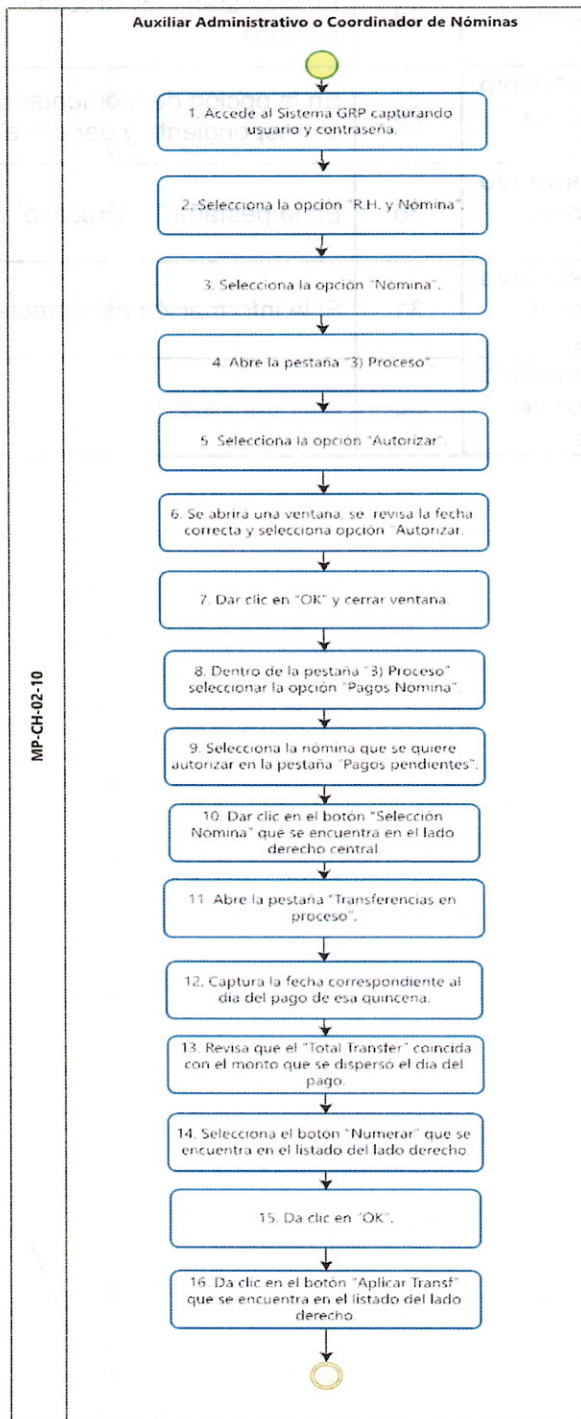 Auxiliar Administrativo o Coordinador de Nóminas
1. Accede al Sistema GRP capturando
usuario y contraseña.
2. Selecciona la opción "R.H. y Nómina".
3. Selecciona la opción "Nómina".
4. Abre la pestaña "3) Proceso".
5. Selecciona la opción "Autorizar".
6. Se abrirá una ventana, se revisa la fecha
correcta y selecciona opción "Autorizar.
7. Dar clic en "OK" y cerrar ventana.
8. Dentro de la pestaña "3) Proceso"
seleccionar la opción "Pagos Nomina".
9. Selecciona la nómina que se quiere
autorizar en la pestaña "Pagos pendientes".
10. Dar clic en el botón "Selección
Nomina" que se encuentra en el lado
derecho central.
11. Abre la pestaña "Transferencias en
proceso".
12. Captura la fecha correspondiente al
día del pago de esa quincena.
13. Revisa que el "Total Transfer" coincida
con el monto que se dispersó el día del
pago.
14. Selecciona el botón "Numerar" que se
encuentra en el listado del lado derecho.
15. Da clic en "OK".
16. Da clic en el botón "Aplicar Transf"
que se encuentra en el listado del lado
derecho.
MP-CH-02-10